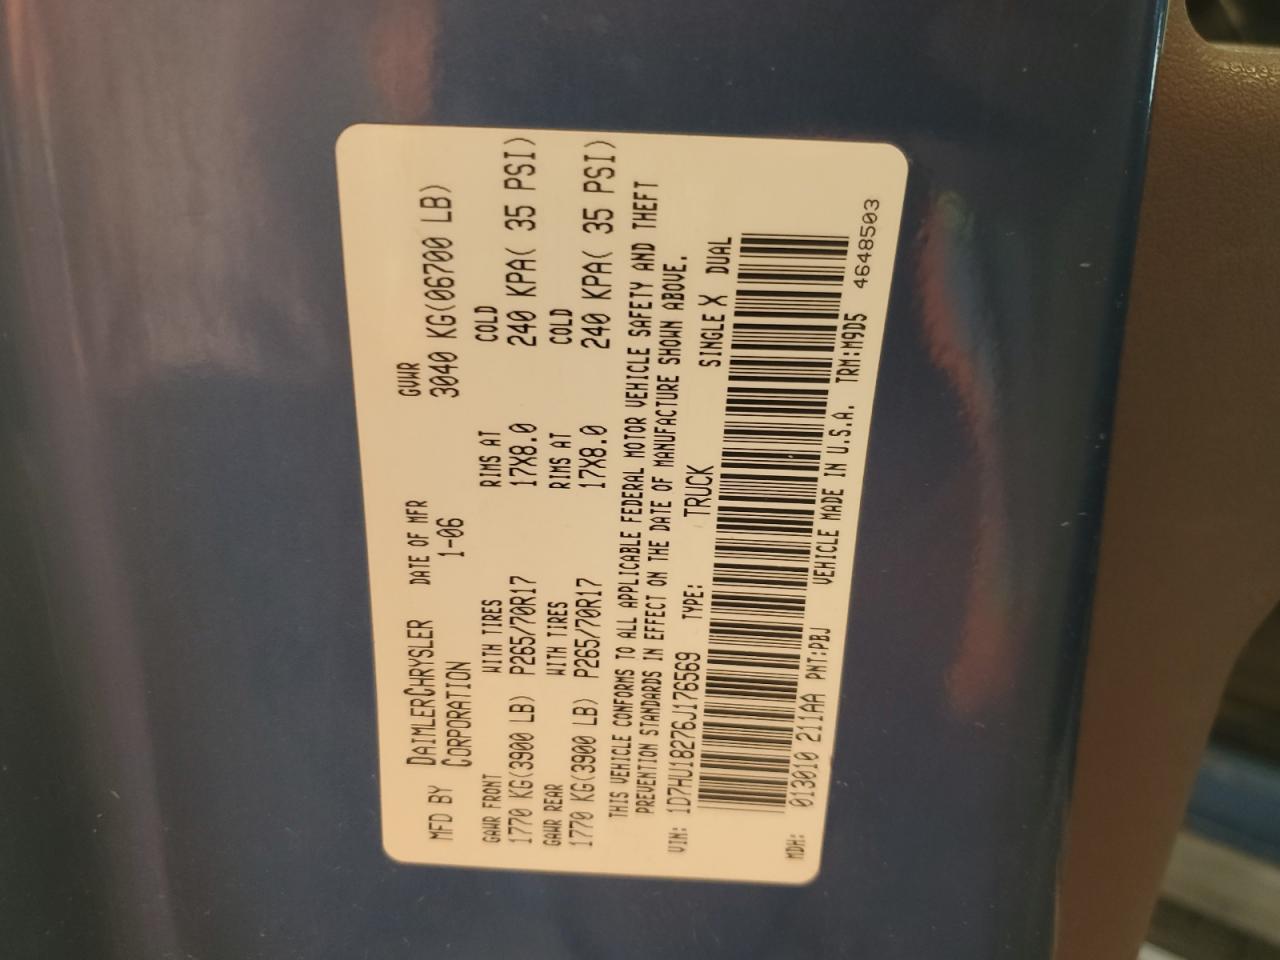 MFD BY DAIMLERCHRYSLER CORPORATION DATE OF MFR 1-06 GVWR 3040 KG(06700 LB)
GAWR FRONT WITH TIRES RIMS AT COLD
1770 KG(3900 LB) P265/70R17 17X8.0 240 KPA( 35 PSI)
GAWR REAR WITH TIRES RIMS AT COLD
1770 KG(3900 LB) P265/70R17 17X8.0 240 KPA( 35 PSI)
THIS VEHICLE CONFORMS TO ALL APPLICABLE FEDERAL MOTOR VEHICLE SAFETY AND THEFT
PREVENTION STANDARDS IN EFFECT ON THE DATE OF MANUFACTURE SHOWN ABOVE.
VIN: 1D7HU18276J176569 TYPE: TRUCK SINGLE X DUAL
MDH: 013010 211AA PNT:PBJ VEHICLE MADE IN U.S.A. TRM:M9D5 4648503